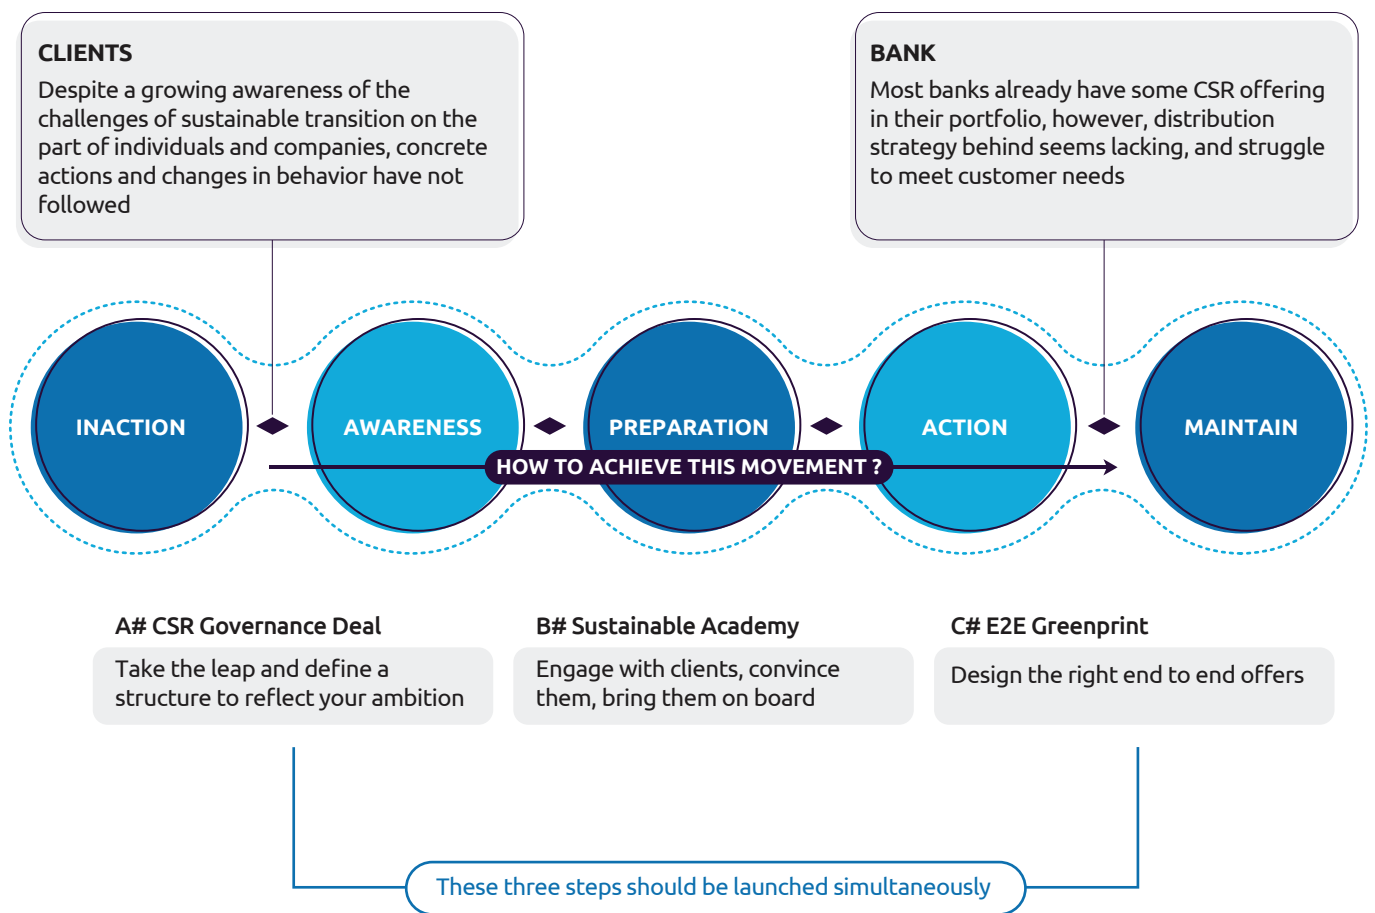 CLIENTS
Despite a growing awareness of the
challenges of sustainable transition on the
part of individuals and companies, concrete
actions and changes in behavior have not
followed
BANK
Most banks already have some CSR offering
in their portfolio, however, distribution
strategy behind seems lacking, and struggle
to meet customer needs
INACTION
AWARENESS
PREPARATION
ACTION
MAINTAIN
HOW TO ACHIEVE THIS MOVEMENT ?
A# CSR Governance Deal
Take the leap and define a
structure to reflect your ambition
B# Sustainable Academy
Engage with clients, convince
them, bring them on board
C# E2E Greenprint
Design the right end to end offers
These three steps should be launched simultaneously